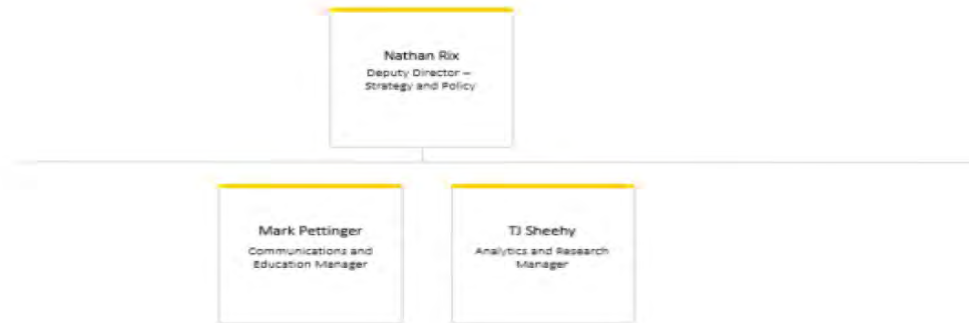 Nathan Rix
Deputy Director –
Strategy and Policy
Mark Pettinger
Communications and
Education Manager
TJ Sheehy
Analytics and Research
Manager